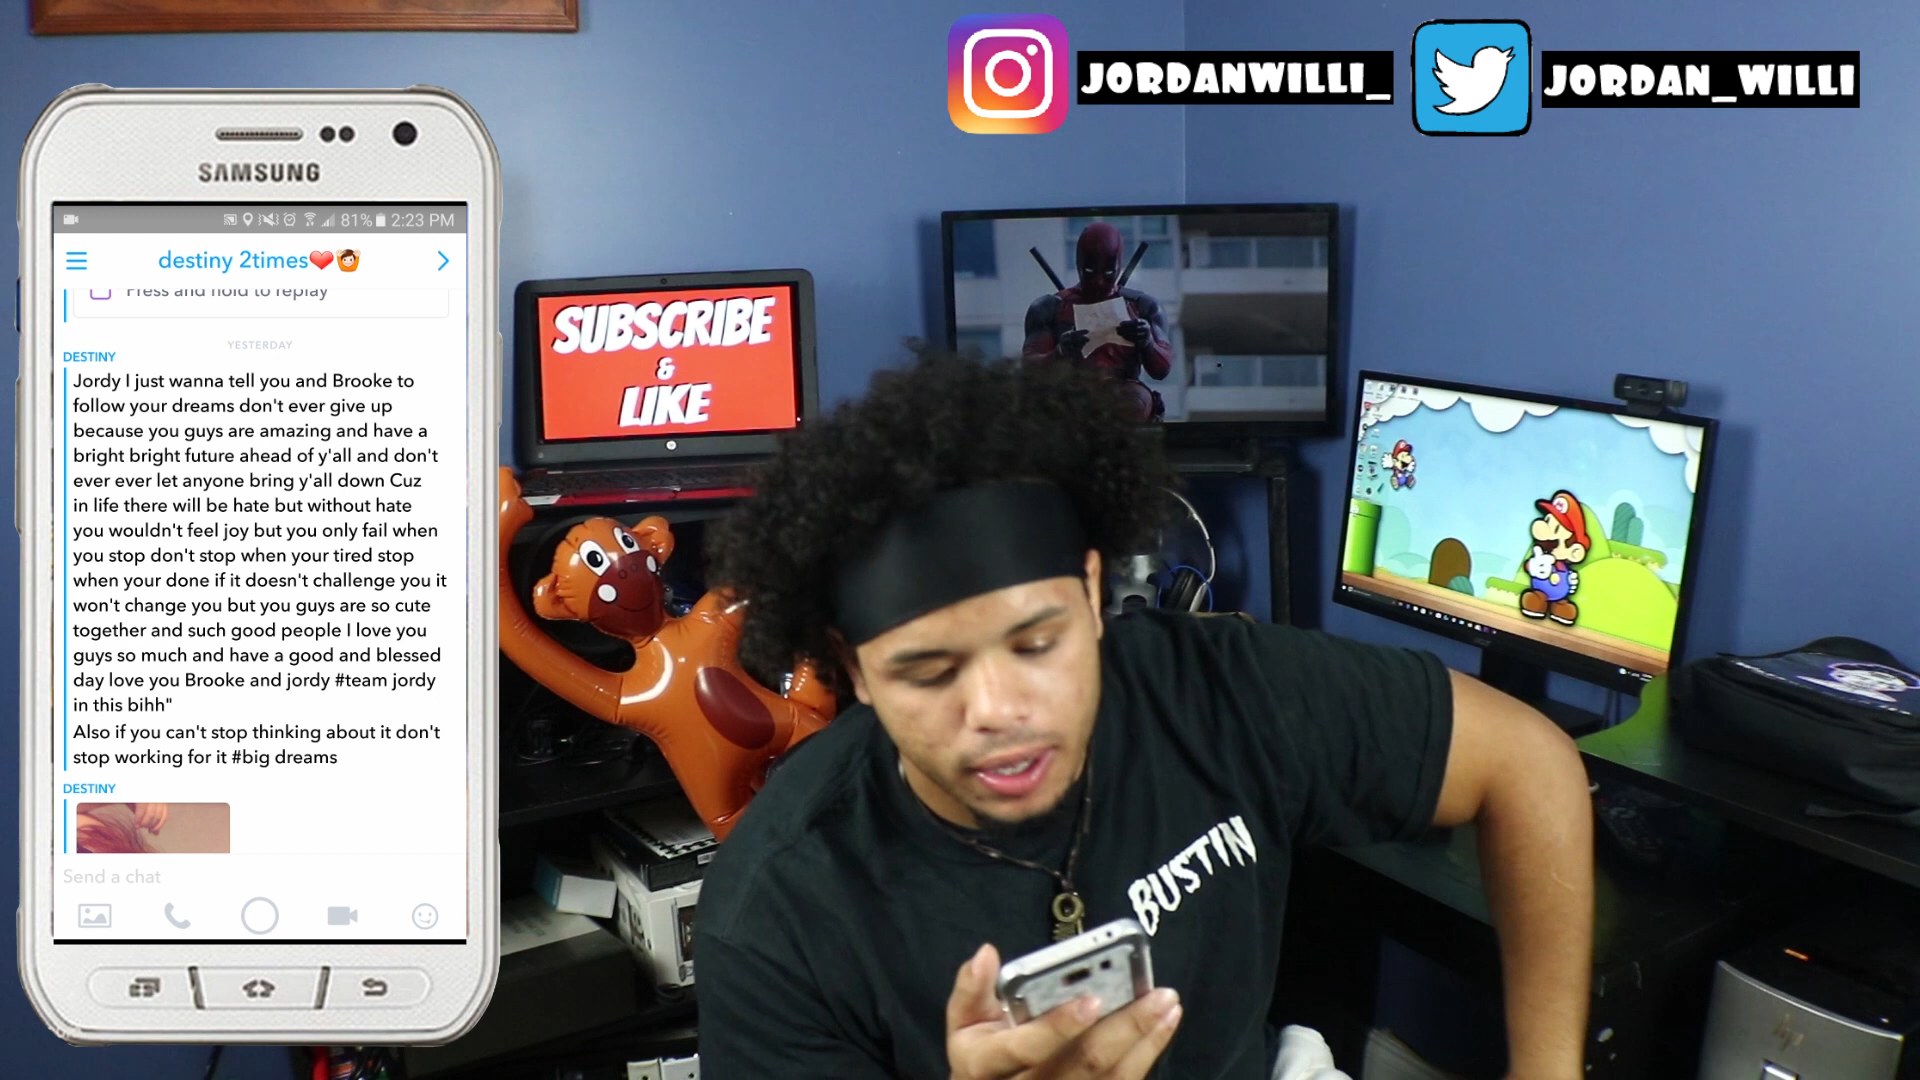 JORDANWILLI_
JORDAN_WILLI
SAMSUNG
81% 2:23 PM
destiny 2times
Press and hold to replay
YESTERDAY
DESTINY
Jordy I just wanna tell you and Brooke to
follow your dreams don't ever give up
because you guys are amazing and have a
bright bright future ahead of y'all and don't
ever ever let anyone bring y'all down Cuz
in life there will be hate but without hate
you wouldn't feel joy but you only fail when
you stop don't stop when your tired stop
when your done if it doesn't challenge you it
won't change you but you guys are so cute
together and such good people I love you
guys so much and have a good and blessed
day love you Brooke and jordy #team jordy
in this bihh"
Also if you can't stop thinking about it don't
stop working for it #big dreams
DESTINY
Send a chat
SUBSCRIBE
&
LIKE
BUSTIN
hp